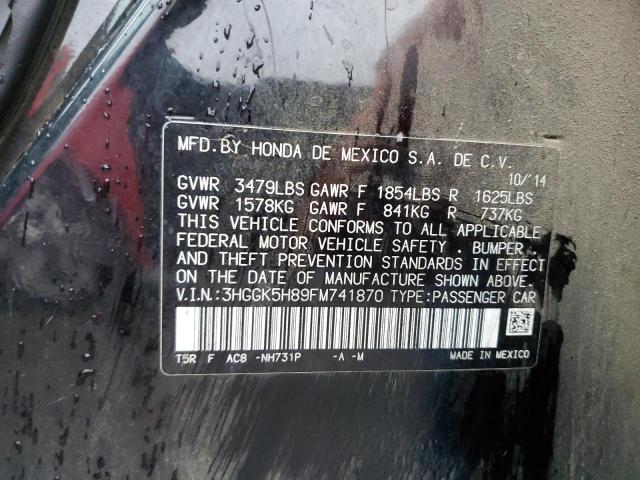 MFD. BY HONDA DE MEXICO S.A. DE C.V.
10/'14
GVWR 3479LBS GAWR F 1854LBS R 1625LBS
GVWR 1578KG GAWR F 841KG R 737KG
THIS VEHICLE CONFORMS TO ALL APPLICABLE
FEDERAL MOTOR VEHICLE SAFETY . BUMPER .
AND THEFT PREVENTION STANDARDS IN EFFECT
ON THE DATE OF MANUFACTURE SHOWN ABOVE.
V.I.N.:3HGGK5H89FM741870 TYPE:PASSENGER CAR
T5R F AC8 -NH731P -A -M MADE IN MEXICO